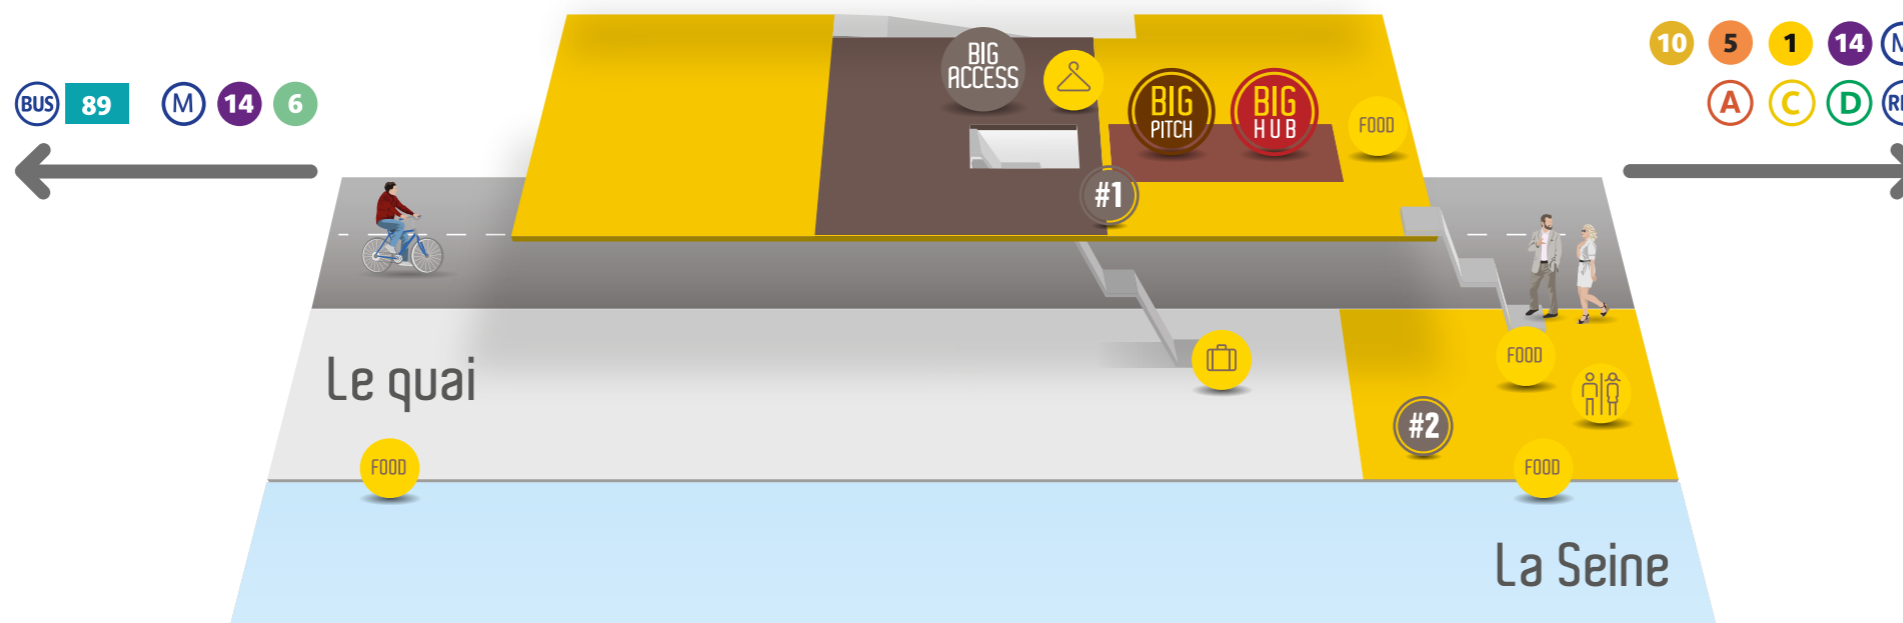 BUS 89 M 14 6
10 5 1 14
A C D
BIG
ACCESS
BIG
PITCH
BIG
HUB
FOOD
#1
Le quai
FOOD
#2
FOOD
FOOD
La Seine